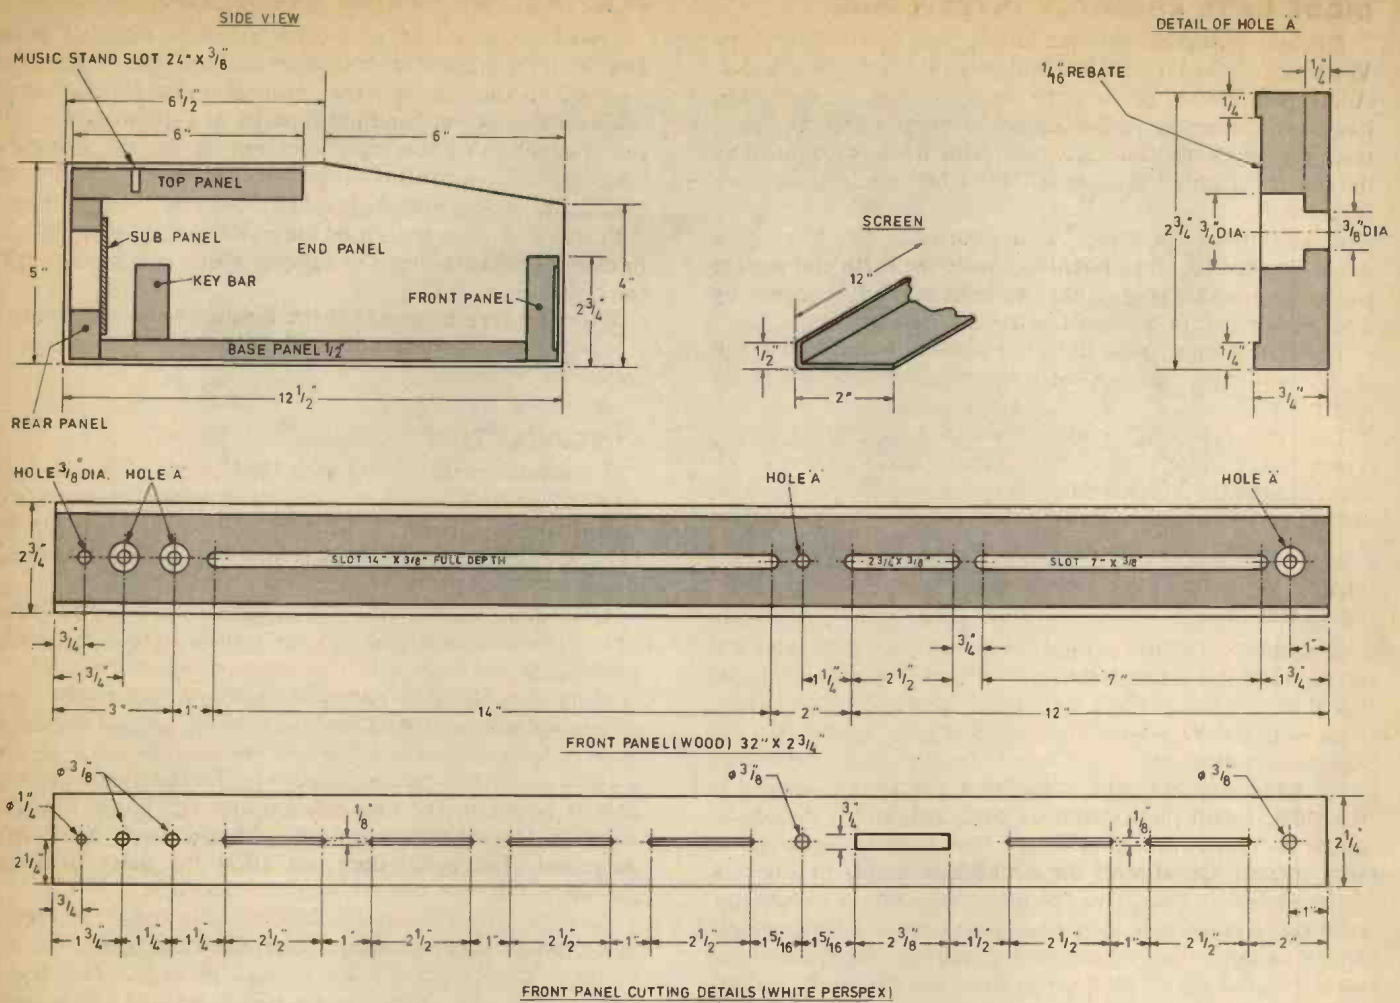 SIDE VIEW
MUSIC STAND SLOT 24" X 3/8"
6 1/2"
6"
6"
TOP PANEL
SUB PANEL
END PANEL
5"
KEY BAR
FRONT PANEL
2 3/4"
4"
BASE PANEL 1/2"
12 1/2"
REAR PANEL
SCREEN
12"
1/2"
2"
DETAIL OF HOLE 'A'
1/16" REBATE
1/4"
1/4"
2 3/4"
3/4" DIA
3/8" DIA
1/4"
3/4"
HOLE 3/8" DIA.
HOLE 'A'
HOLE 'A'
HOLE 'A'
2 3/4"
SLOT 14" X 3/8" FULL DEPTH
2 3/4" X 3/8"
SLOT 7" X 3/8"
3/4"
3/4"
1"
1 3/4"
1 1/4"
2 1/2"
7"
1 3/4"
3"
1"
14"
2"
12"
FRONT PANEL (WOOD) 32" X 2 3/4"
ø 1/4"
ø 3/8"
ø 3/8"
ø 3/8"
1/8"
3/4"
1/8"
2 1/4"
2 1/4"
3/4"
1"
1 3/4"
1 1/4"
1 1/4"
2 1/2"
1"
2 1/2"
1"
2 1/2"
1"
2 1/2"
1 5/16"
1 5/16"
2 3/8"
1 1/2"
2 1/2"
1"
2 1/2"
2"
FRONT PANEL CUTTING DETAILS (WHITE PERSPEX)